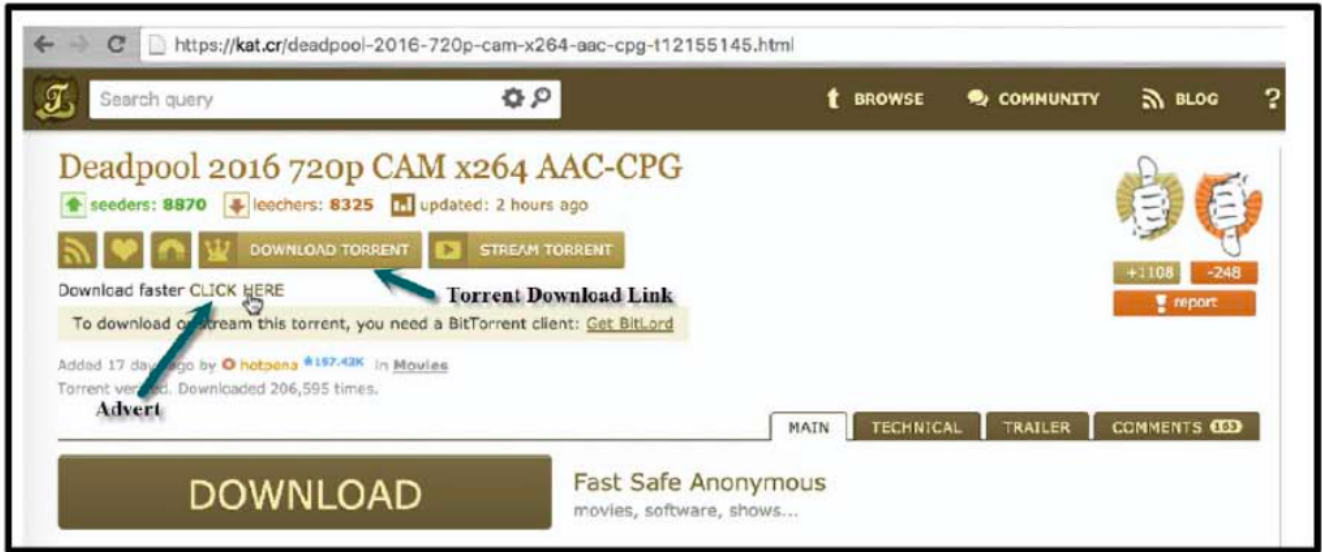 https://kat.cr/deadpool-2016-720p-cam-x264-aac-cpg-t12155145.html
Search query
BROWSE COMMUNITY BLOG ?
Deadpool 2016 720p CAM x264 AAC-CPG
seeders: 8870 leechers: 8325 updated: 2 hours ago
DOWNLOAD TORRENT STREAM TORRENT
+1108 -248
Download faster CLICK HERE
Torrent Download Link
report
To download or stream this torrent, you need a BitTorrent client: Get BitLord
Added 17 days ago by hotpena 157.43K in Movies
Torrent verified. Downloaded 206,595 times.
Advert
MAIN TECHNICAL TRAILER COMMENTS 163
DOWNLOAD
Fast Safe Anonymous
movies, software, shows...